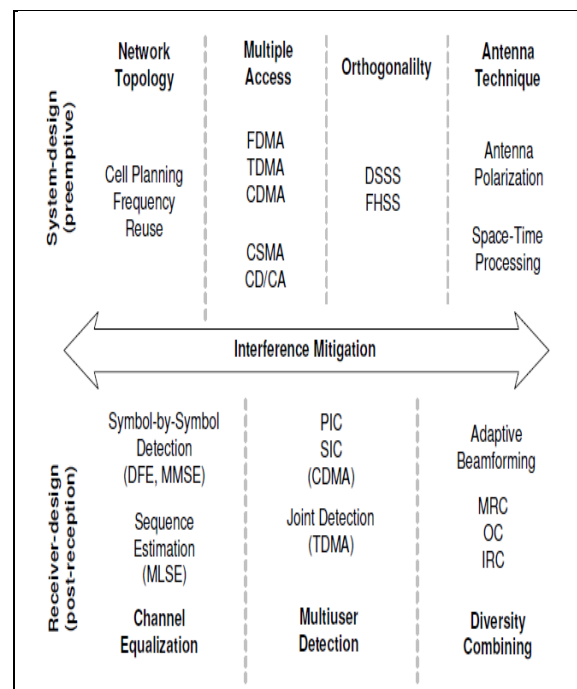 System-design
(preemptive)
Network
Topology
Cell Planning
Frequency
Reuse
Multiple
Access
FDMA
TDMA
CDMA
CSMA
CD/CA
Orthogonalilty
DSSS
FHSS
Antenna
Technique
Antenna
Polarization
Space-Time
Processing
Interference Mitigation
Receiver-design
(post-reception)
Symbol-by-Symbol
Detection
(DFE, MMSE)
Sequence
Estimation
(MLSE)
Channel
Equalization
PIC
SIC
(CDMA)
Joint Detection
(TDMA)
Multiuser
Detection
Adaptive
Beamforming
MRC
OC
IRC
Diversity
Combining